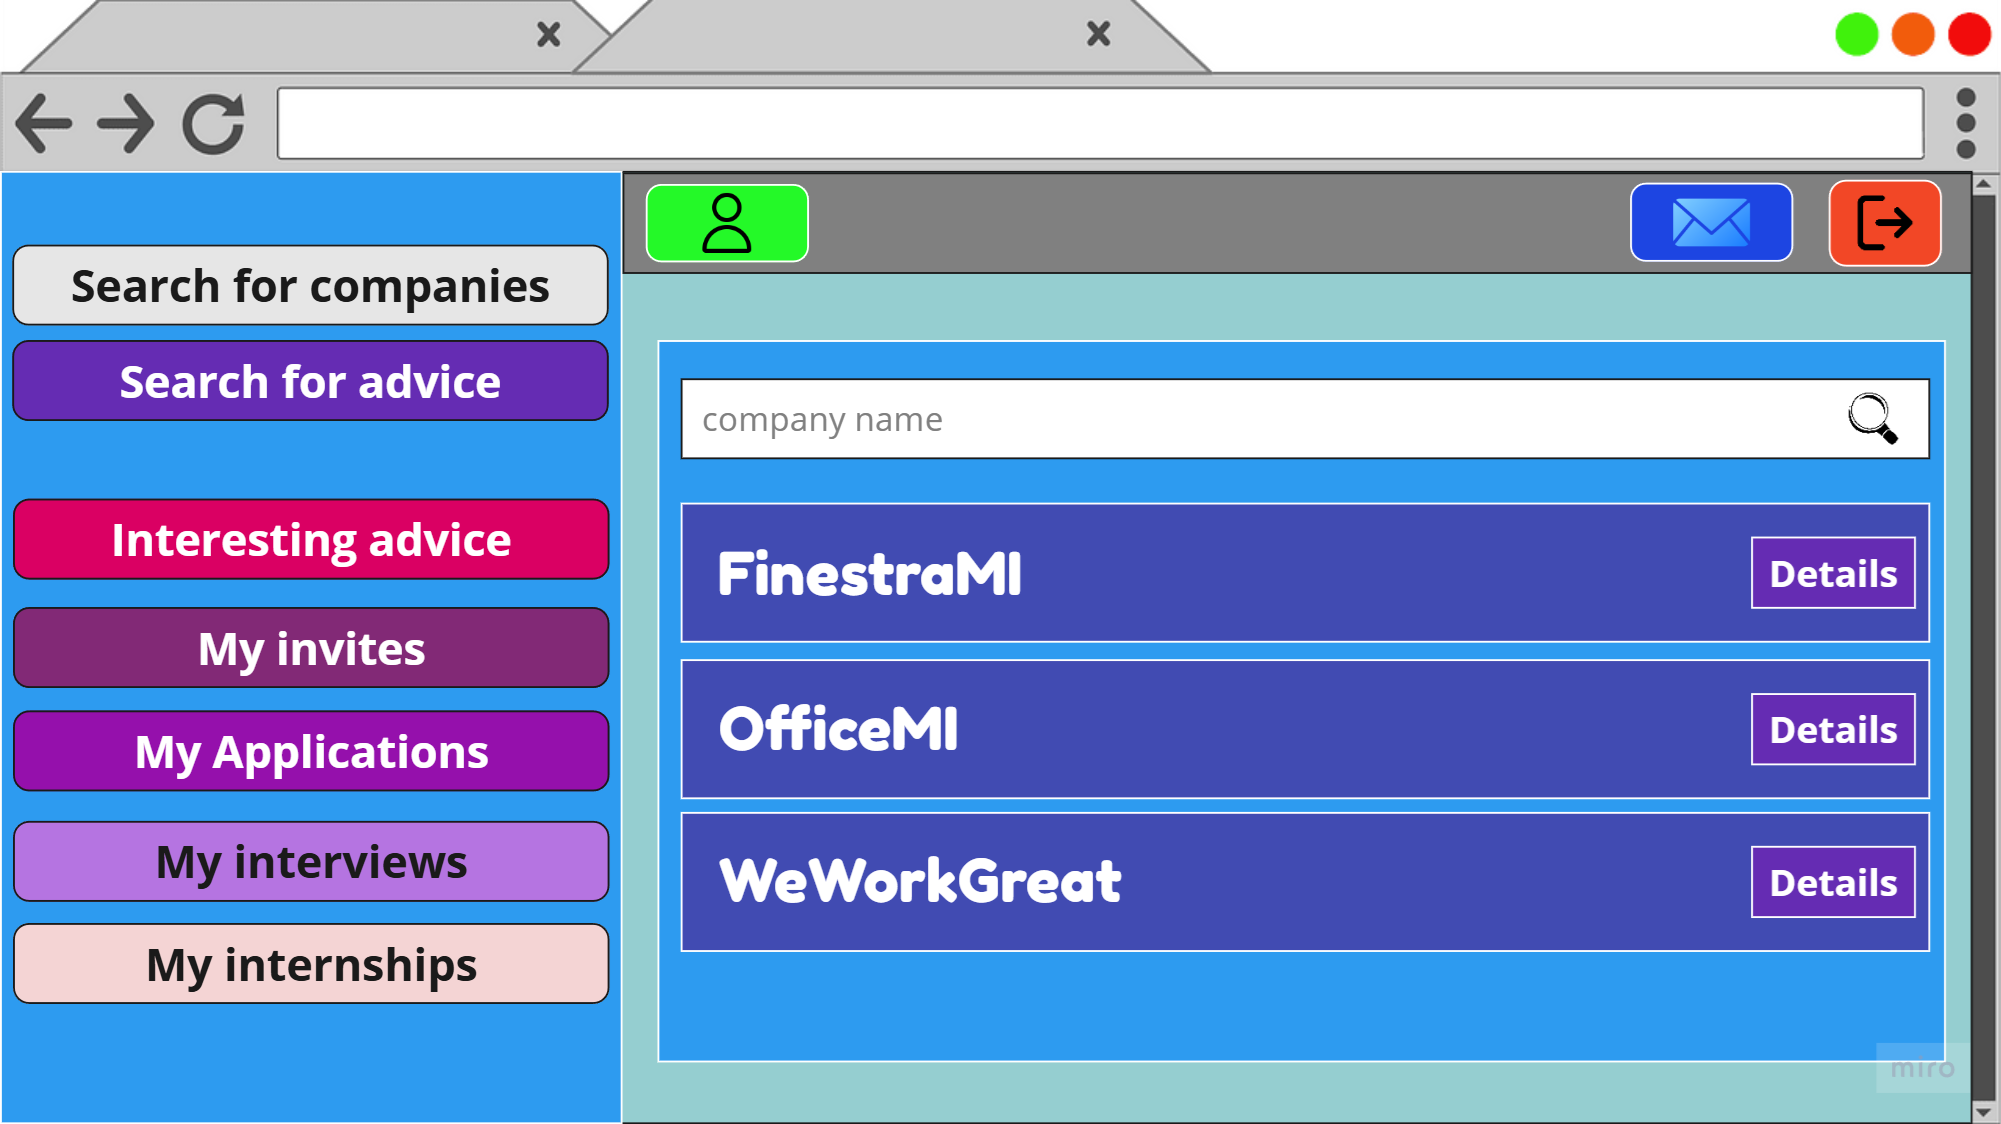 Search for companies
Search for advice
Interesting advice
My invites
My Applications
My interviews
My internships
company name
FinestraMI
Details
OfficeMI
Details
WeWorkGreat
Details
miro